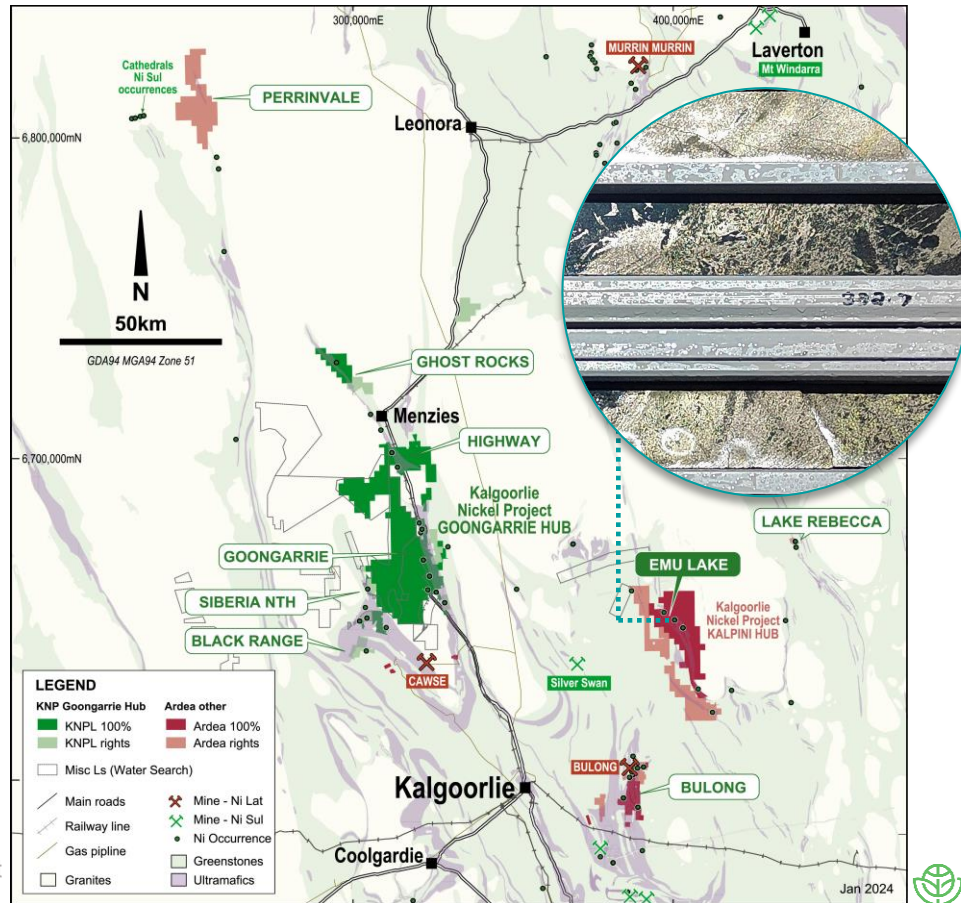 300,000mE
400,000mE
MURRIN MURRIN
Laverton
Mt Windarra
Cathedrals
Ni Sul
occurrences
PERRINVALE
Leonora
6,800,000mN
N
50km
GDA94 MGA94 Zone 51
332.7
GHOST ROCKS
Menzies
HIGHWAY
6,700,000mN
Kalgoorlie
Nickel Project
GOONGARRIE HUB
LAKE REBECCA
GOONGARRIE
EMU LAKE
SIBERIA NTH
Kalgoorlie
Nickel Project
KALPINI HUB
BLACK RANGE
CAWSE
Silver Swan
BULONG
BULONG
Kalgoorlie
Coolgardie
LEGEND
KNP Goongarrie Hub
Ardea other
KNPL 100%
Ardea 100%
KNPL rights
Ardea rights
Misc Ls (Water Search)
Main roads
Mine - Ni Lat
Railway line
Mine - Ni Sul
Gas pipline
Ni Occurrence
Greenstones
Granites
Ultramafics
Jan 2024